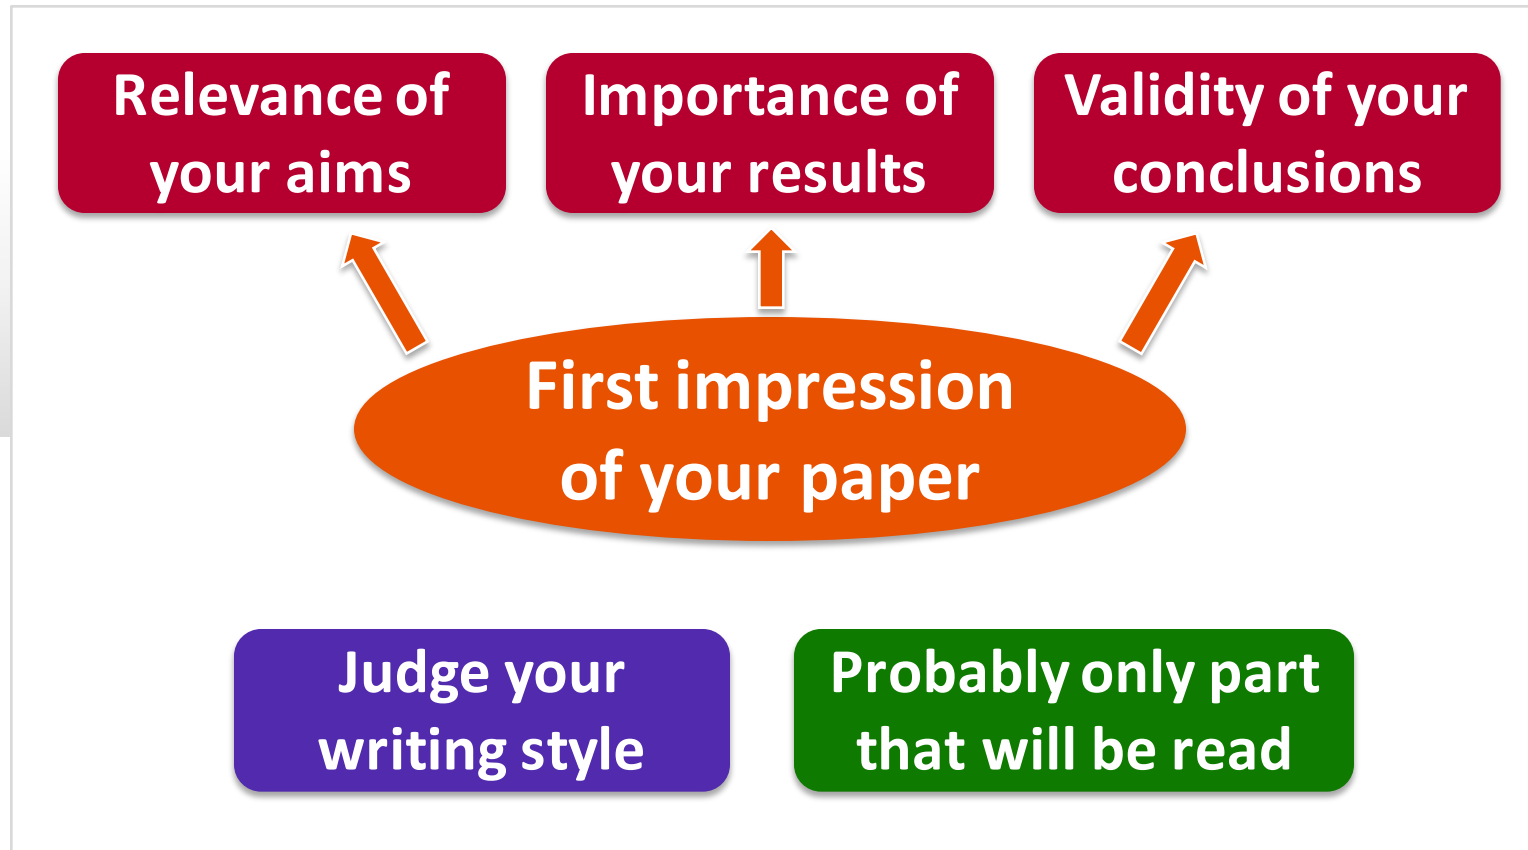 Relevance of
your aims
Importance of
your results
Validity of your
conclusions
First impression
of your paper
Judge your
writing style
Probably only part
that will be read